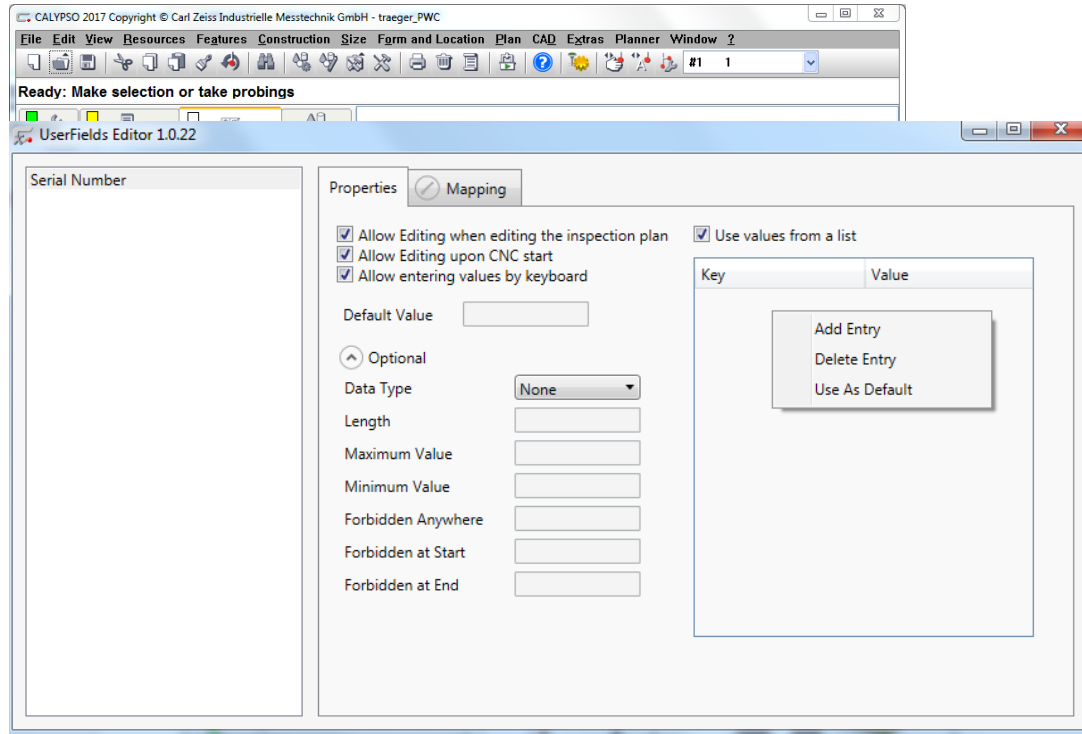 CALYPSO 2017 Copyright © Carl Zeiss Industrielle Messtechnik GmbH - traeger_PWC
File Edit View Resources Features Construction Size Form and Location Plan CAD Extras Planner Window ?
#1 1
Ready: Make selection or take probings
UserFields Editor 1.0.22
Serial Number
Properties Mapping
Allow Editing when editing the inspection plan
Allow Editing upon CNC start
Allow entering values by keyboard
Default Value
Optional
Data Type None
Length
Maximum Value
Minimum Value
Forbidden Anywhere
Forbidden at Start
Forbidden at End
Use values from a list
Key Value
Add Entry
Delete Entry
Use As Default